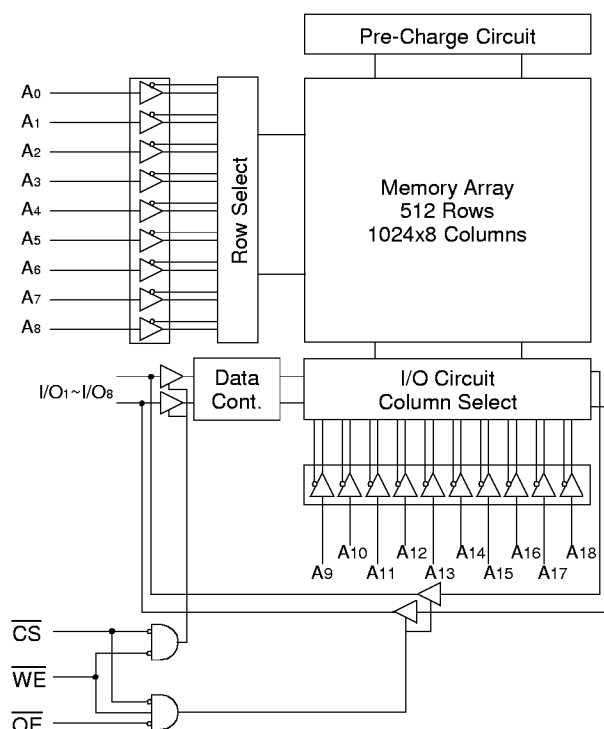 Pre-Charge Circuit
A0
A1
A2
A3
A4
A5
A6
A7
A8
Row Select
Memory Array
512 Rows
1024x8 Columns
I/O1~I/O8
Data
Cont.
I/O Circuit
Column Select
A10 A12 A14 A16 A18
A9 A11 A13 A15 A17
CS
WE
OE